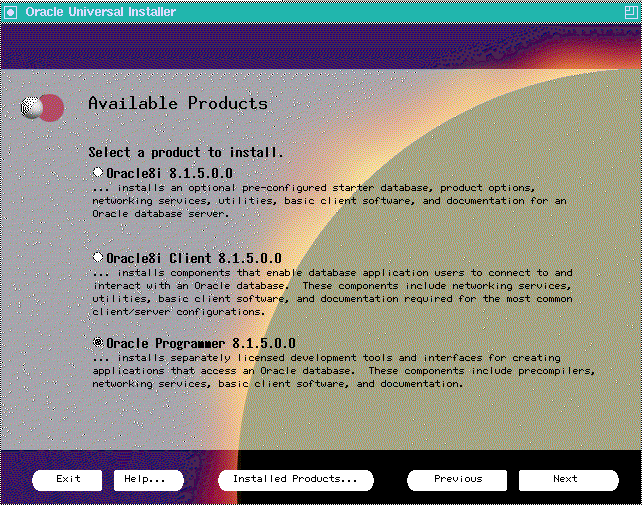 Oracle Universal Installer
Available Products
Select a product to install.
Oracle8i 8.1.5.0.0
... installs an optional pre-configured starter database, product options,
networking services, utilities, basic client software, and documentation for an
Oracle database server.
Oracle8i Client 8.1.5.0.0
... installs components that enable database application users to connect to and
interact with an Oracle database.  These components include networking services,
utilities, basic client software, and documentation required for the most common
client/server configurations.
Oracle Programmer 8.1.5.0.0
... installs separately licensed development tools and interfaces for creating
applications that access an Oracle database.  These components include precompilers,
networking services, basic client software, and documentation.
Exit Help... Installed Products... Previous Next